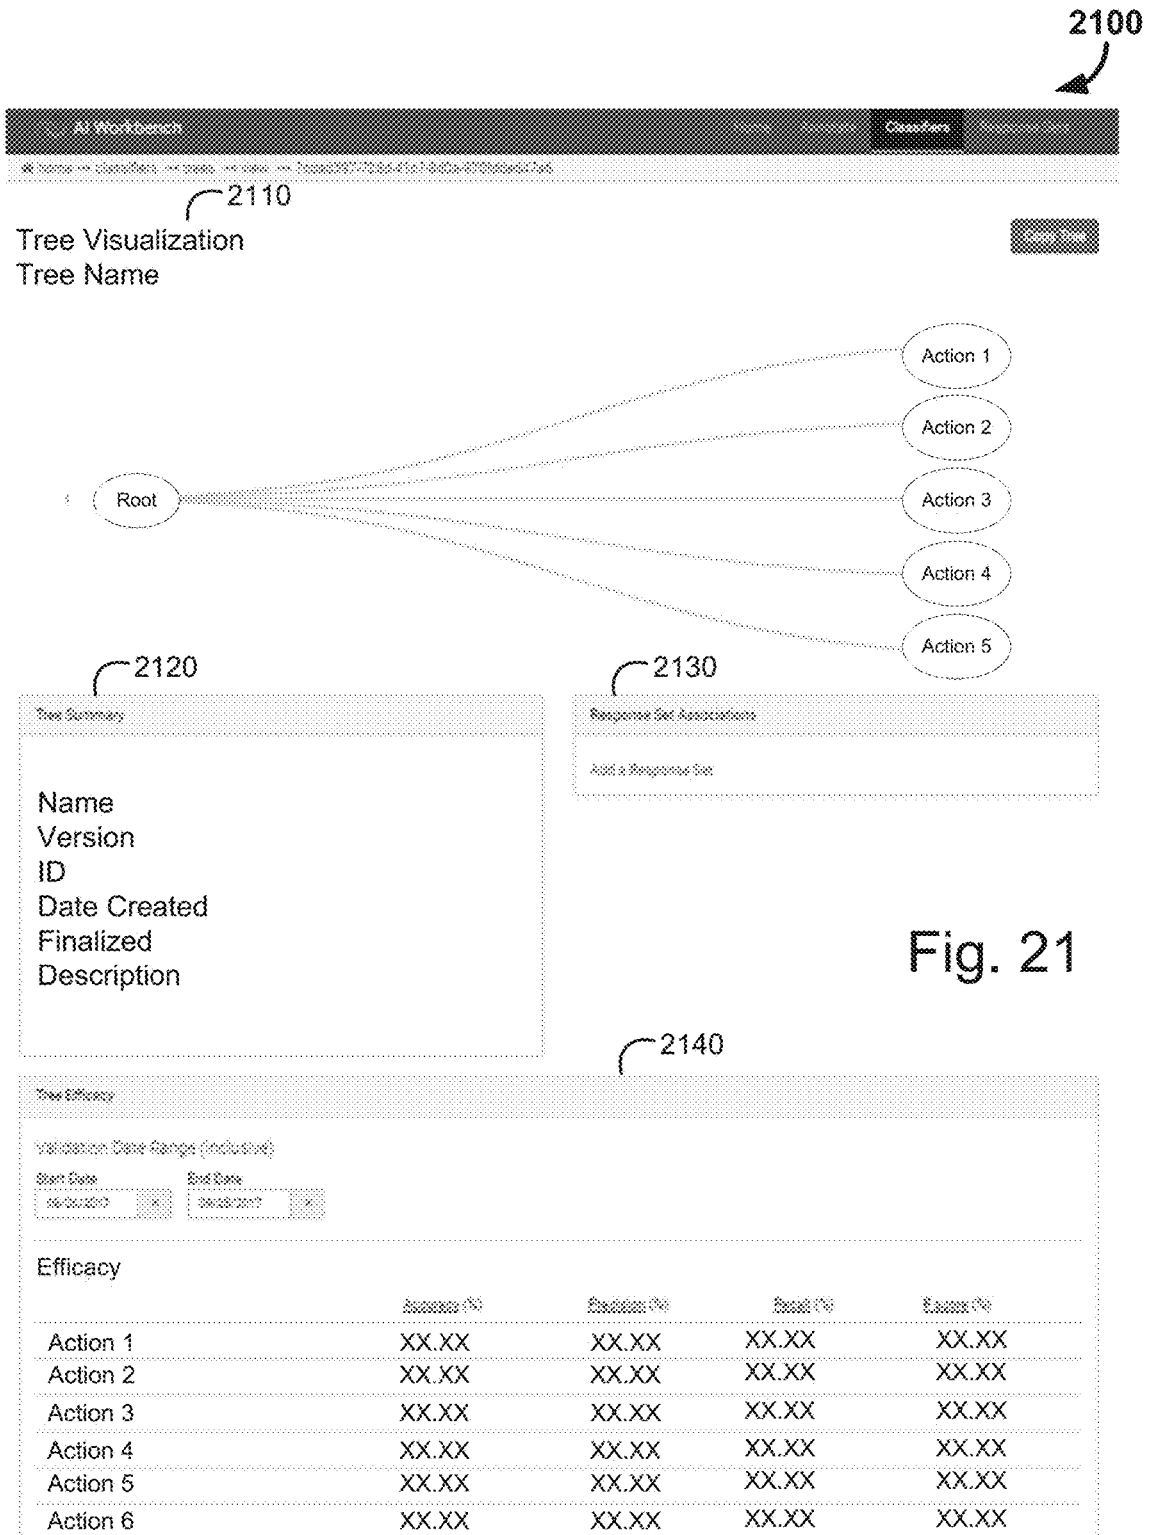 2100
AI Workbench
Classifiers
home classifiers trees view
2110
Tree Visualization
Tree Name
Action 1
Action 2
Root
Action 3
Action 4
Action 5
2120
2130
Tree Summary
Response Set Associations
Add a Response Set
Name
Version
ID
Date Created
Finalized
Description
Fig. 21
2140
Tree Efficacy
Validation Date Range (Inclusive)
Start Date End Date
Efficacy
Accuracy (%) Precision (%) Recall (%) F-score (%)
Action 1 XX.XX XX.XX XX.XX XX.XX
Action 2 XX.XX XX.XX XX.XX XX.XX
Action 3 XX.XX XX.XX XX.XX XX.XX
Action 4 XX.XX XX.XX XX.XX XX.XX
Action 5 XX.XX XX.XX XX.XX XX.XX
Action 6 XX.XX XX.XX XX.XX XX.XX